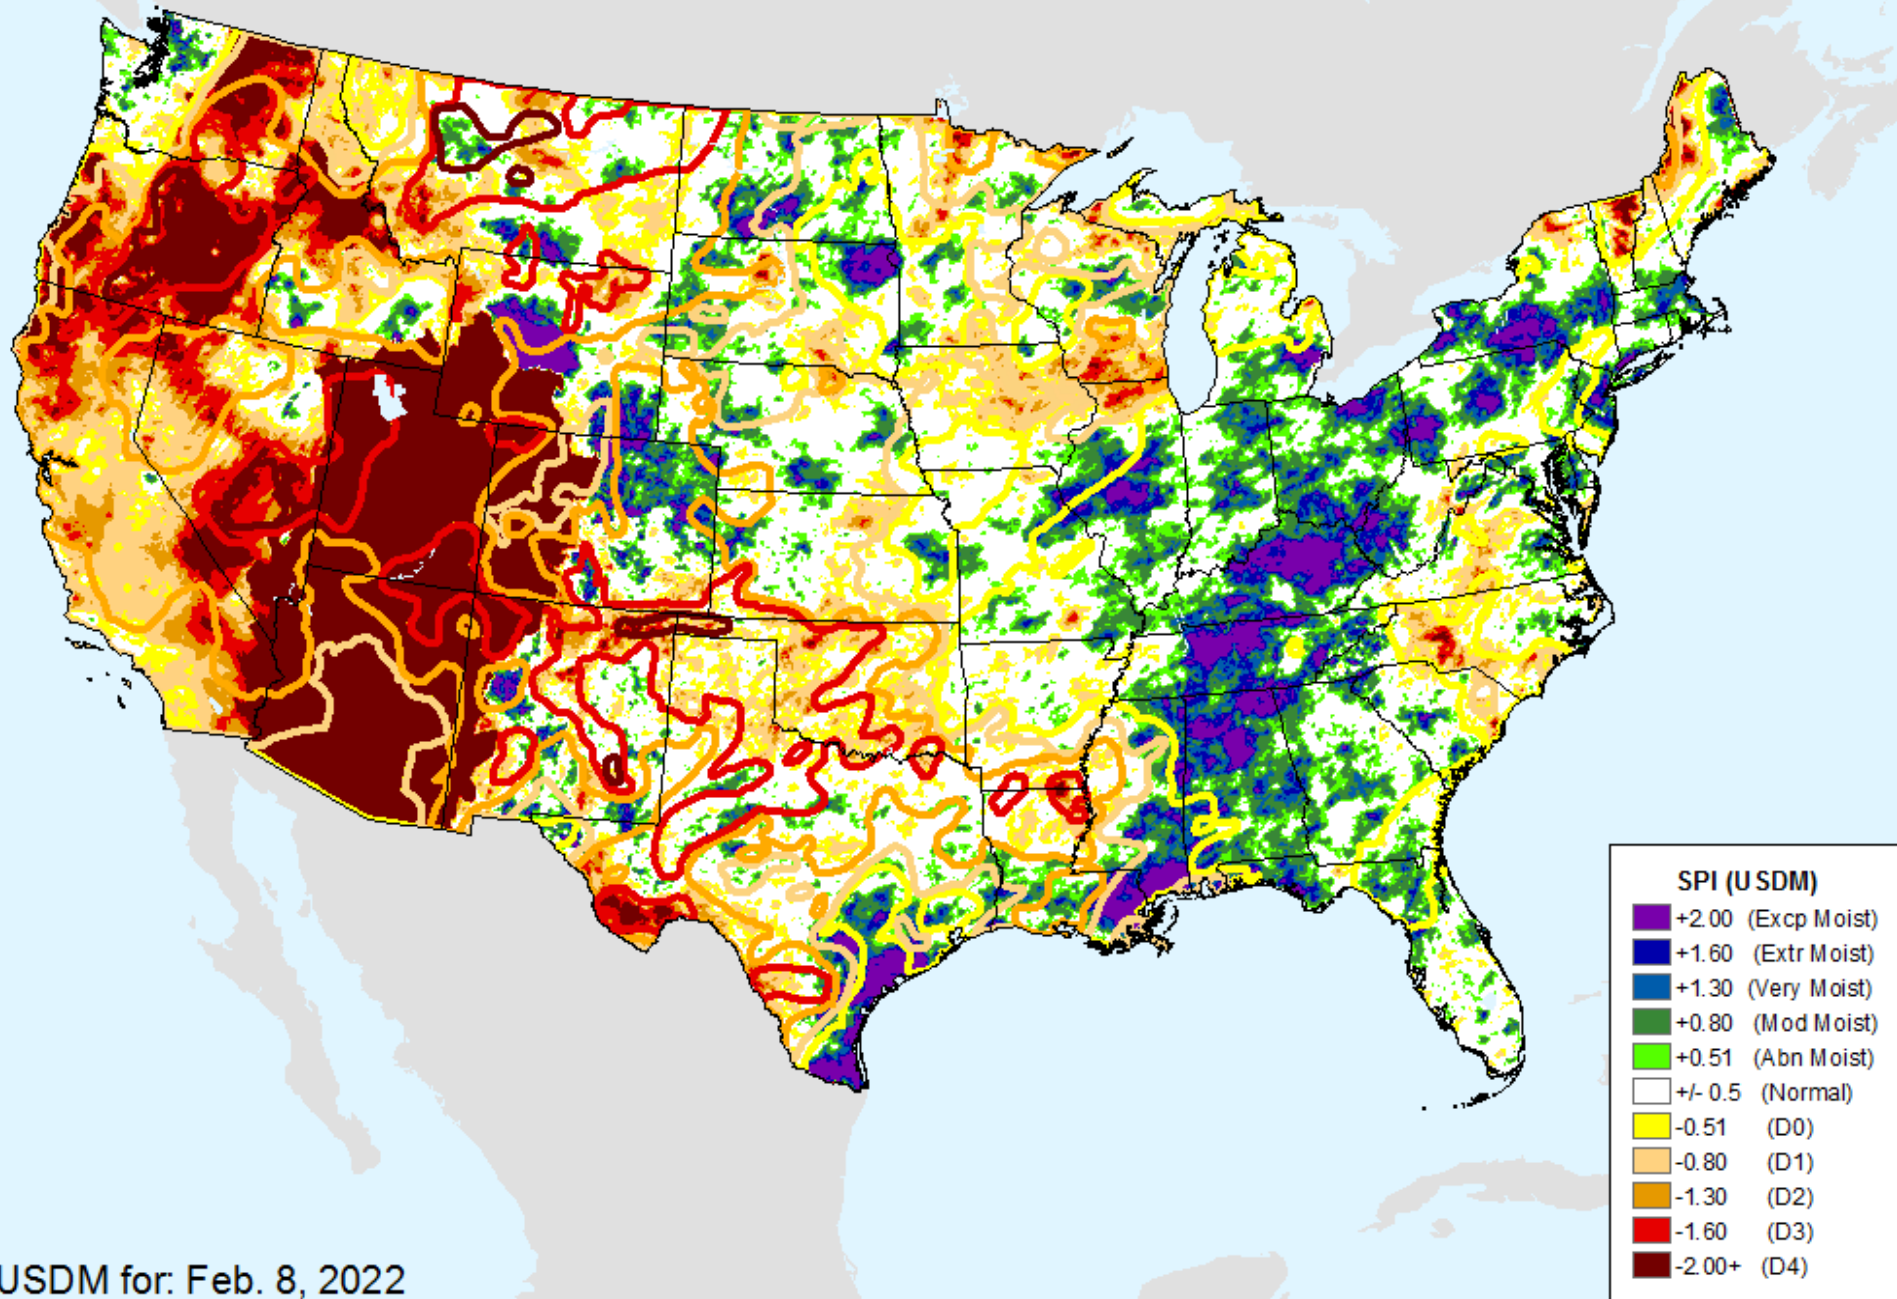 SPI (USDM)
+2.00 (Excp Moist)
+1.60 (Extr Moist)
+1.30 (Very Moist)
+0.80 (Mod Moist)
+0.51 (Abn Moist)
+/- 0.5 (Normal)
-0.51 (D0)
-0.80 (D1)
-1.30 (D2)
-1.60 (D3)
-2.00+ (D4)
USDM for: Feb. 8, 2022